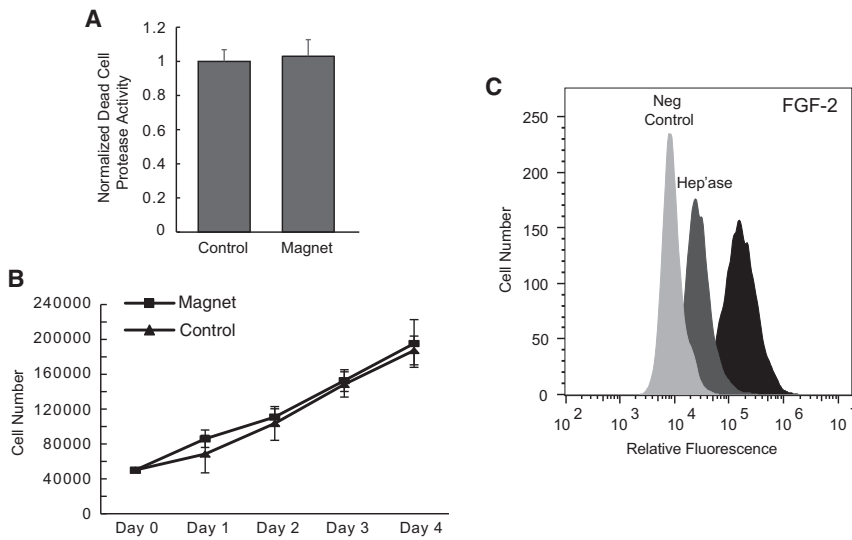 A
Normalized Dead Cell
Protease Activity
1.2
1
0.8
0.6
0.4
0.2
0
Control
Magnet
B
Magnet
Control
Cell Number
240000
200000
160000
120000
80000
40000
0
Day 0
Day 1
Day 2
Day 3
Day 4
C
FGF-2
Neg
Control
Hep'ase
Cell Number
250
200
150
100
50
0
10 2
10 3
10 4
10 5
10 6
10
Relative Fluorescence